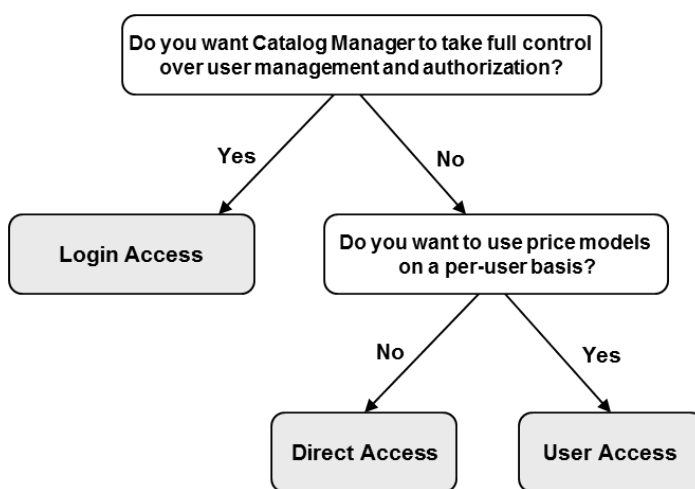 Do you want Catalog Manager to take full control
over user management and authorization?
Yes
No
Login Access
Do you want to use price models
on a per-user basis?
No
Yes
Direct Access
User Access